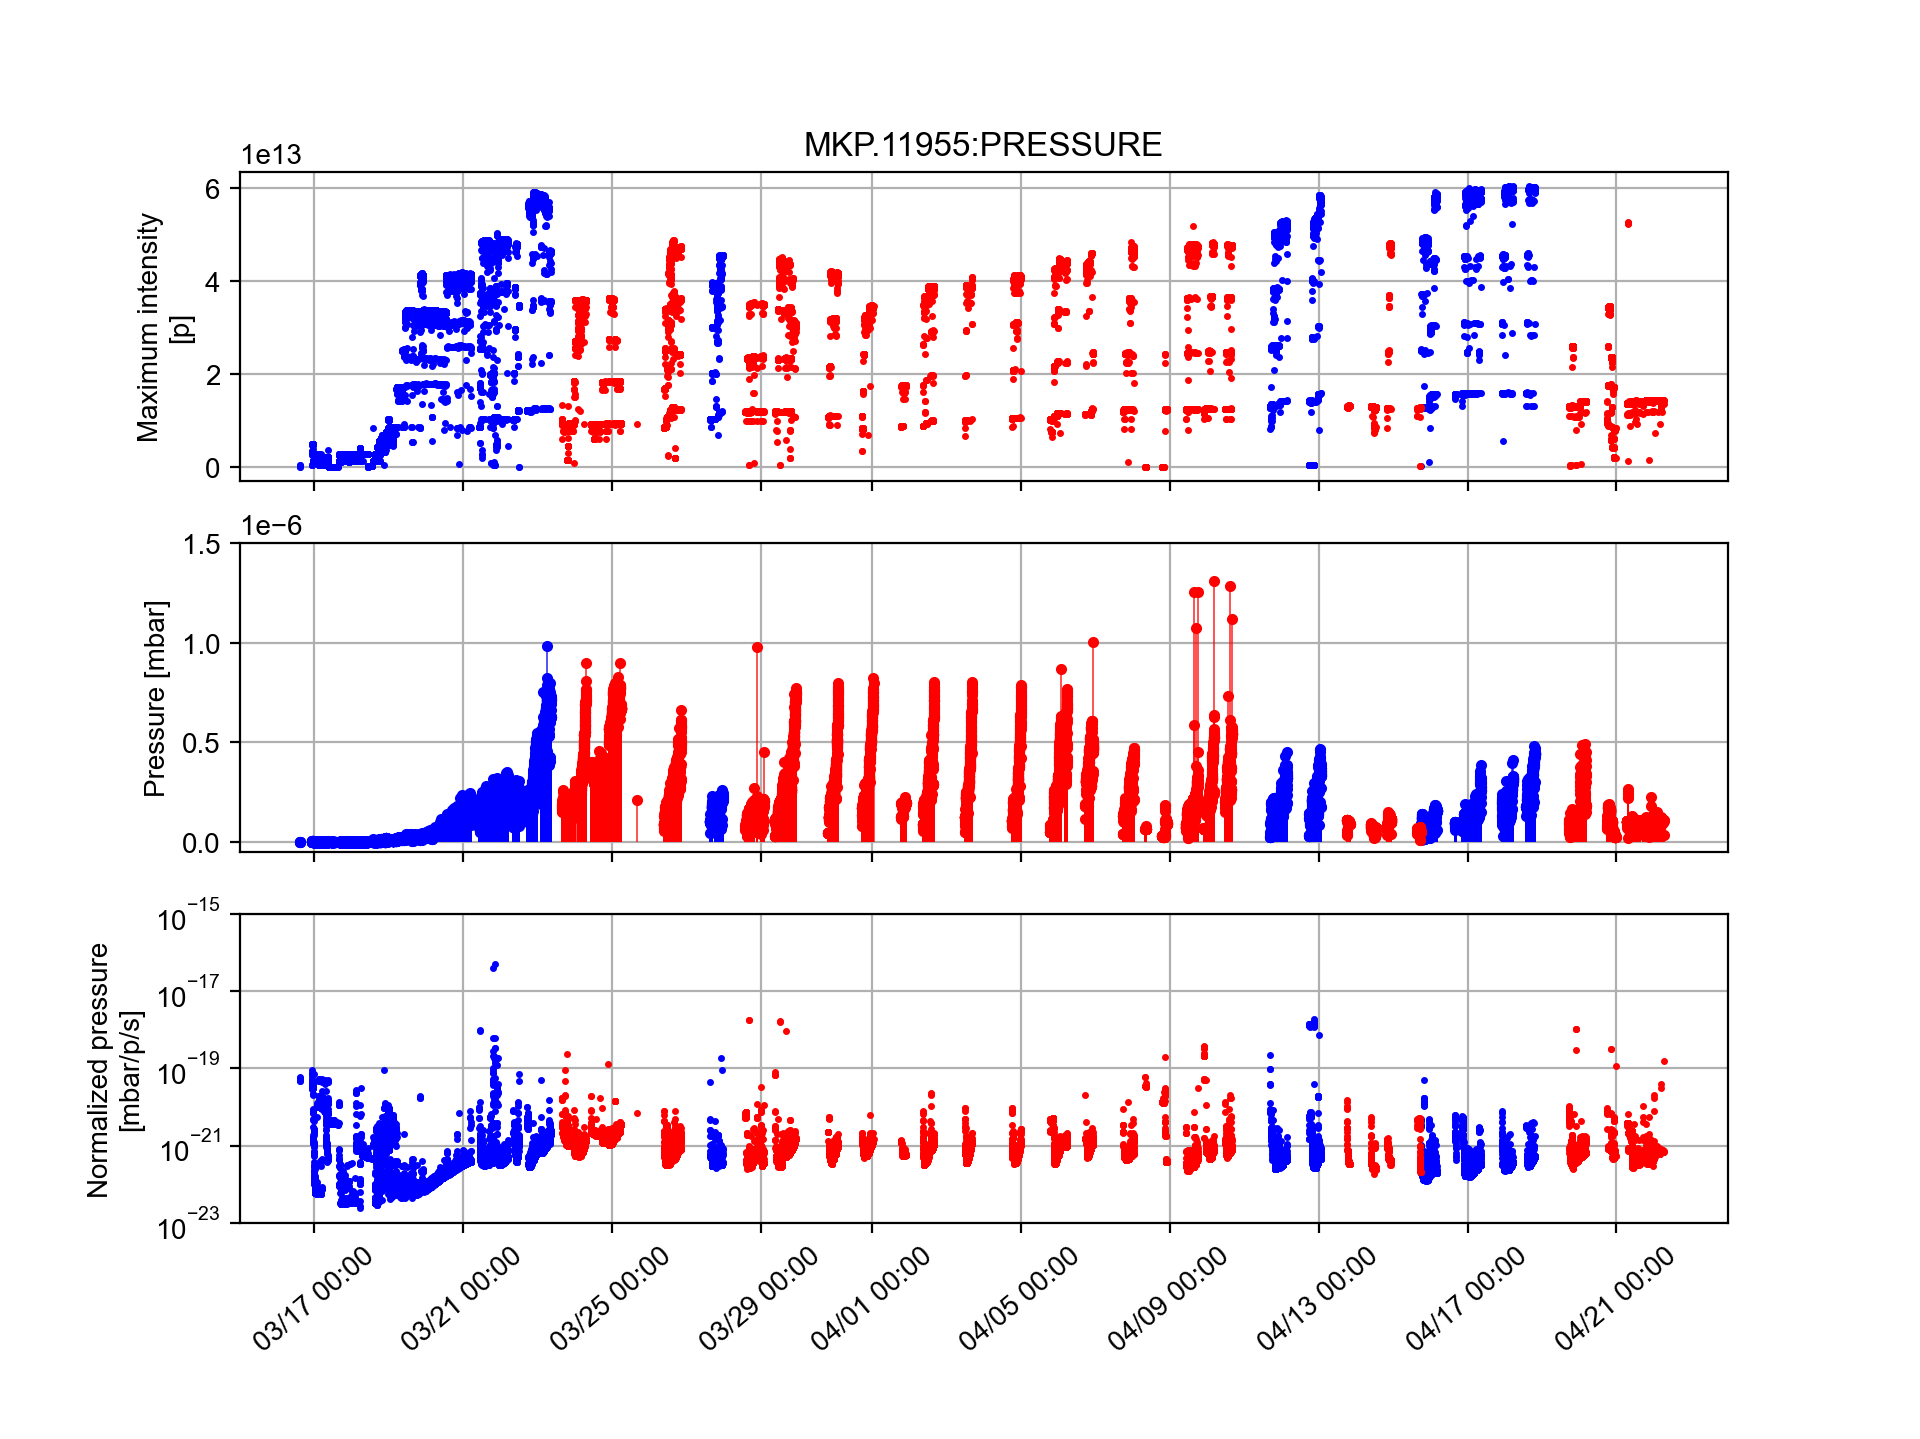 MKP.11955:PRESSURE
1e13
6
4
2
0
Maximum intensity
[p]
1e−6
1.5
1.0
0.5
0.0
Pressure [mbar]
10−15
10−17
10−19
10−21
10−23
Normalized pressure
[mbar/p/s]
03/17 00:00
03/21 00:00
03/25 00:00
03/29 00:00
04/01 00:00
04/05 00:00
04/09 00:00
04/13 00:00
04/17 00:00
04/21 00:00